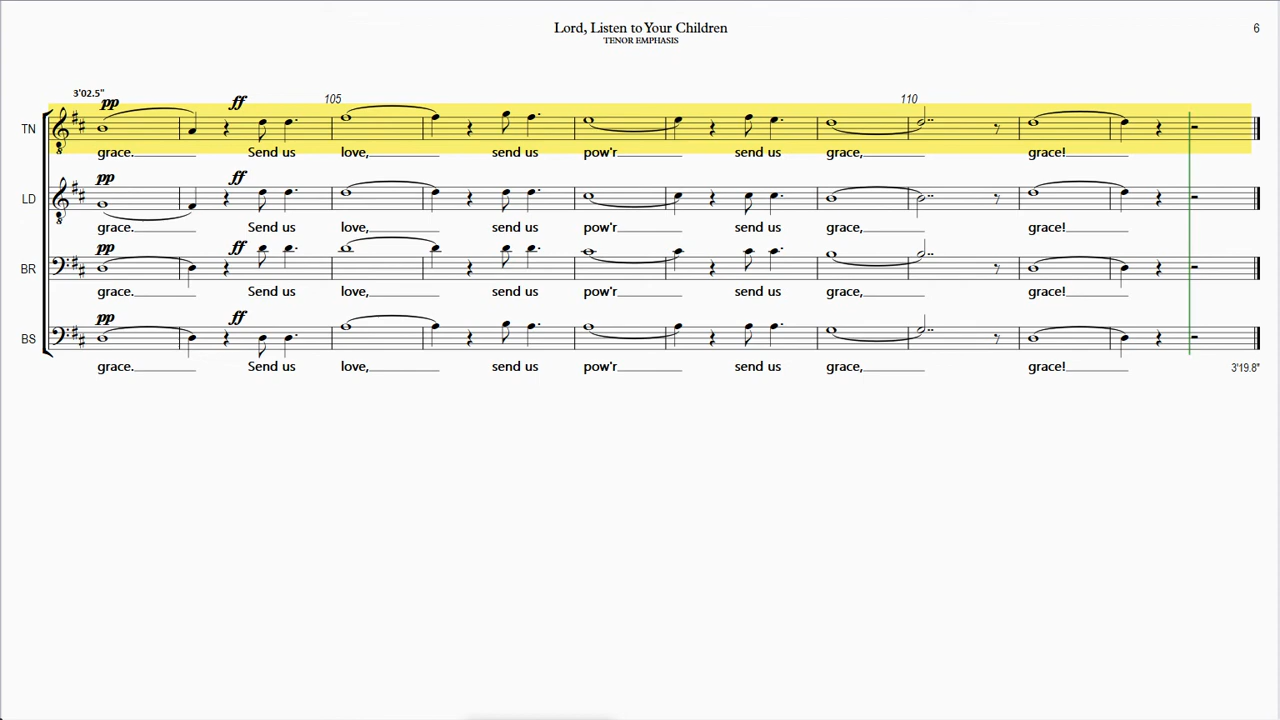 Lord, Listen to Your Children
TENOR EMPHASIS
6
3'02.5"
105
110
pp ff
TN
grace. Send us love, send us pow'r send us grace, grace!
pp ff
LD
grace. Send us love, send us pow'r send us grace, grace!
pp ff
BR
grace. Send us love, send us pow'r send us grace, grace!
pp ff
BS
grace. Send us love, send us pow'r send us grace, grace!
3'19.8"